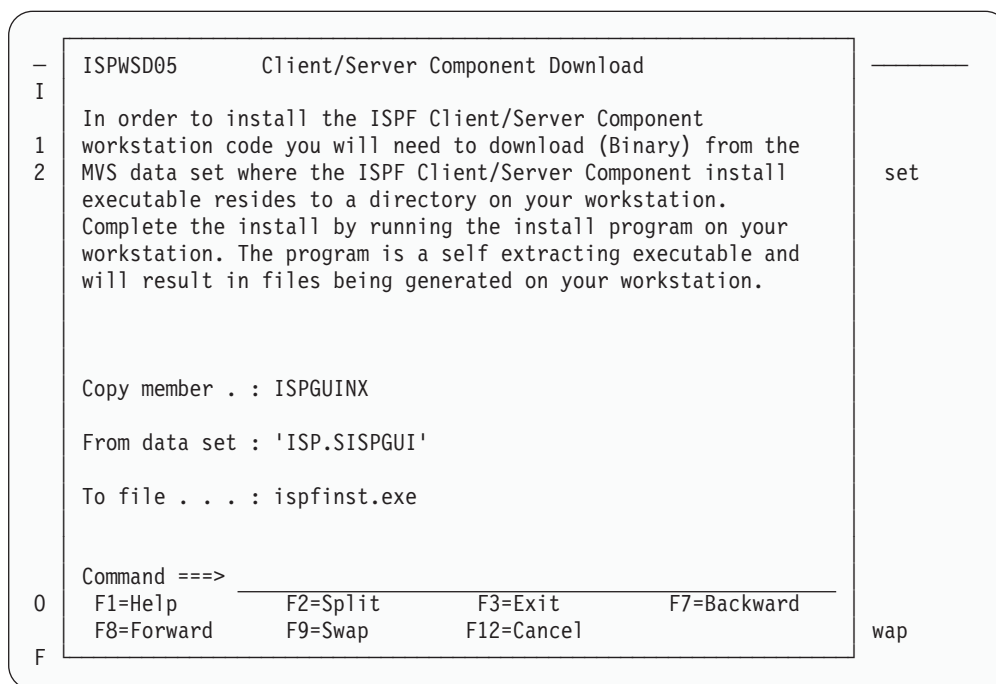 ISPWSD05 Client/Server Component Download
I
In order to install the ISPF Client/Server Component
1 workstation code you will need to download (Binary) from the
2 MVS data set where the ISPF Client/Server Component install set
executable resides to a directory on your workstation.
Complete the install by running the install program on your
workstation. The program is a self extracting executable and
will result in files being generated on your workstation.
Copy member . : ISPGUINX
From data set : 'ISP.SISPGUI'
To file . . . : ispfinst.exe
Command ===>
O F1=Help F2=Split F3=Exit F7=Backward
F8=Forward F9=Swap F12=Cancel wap
F